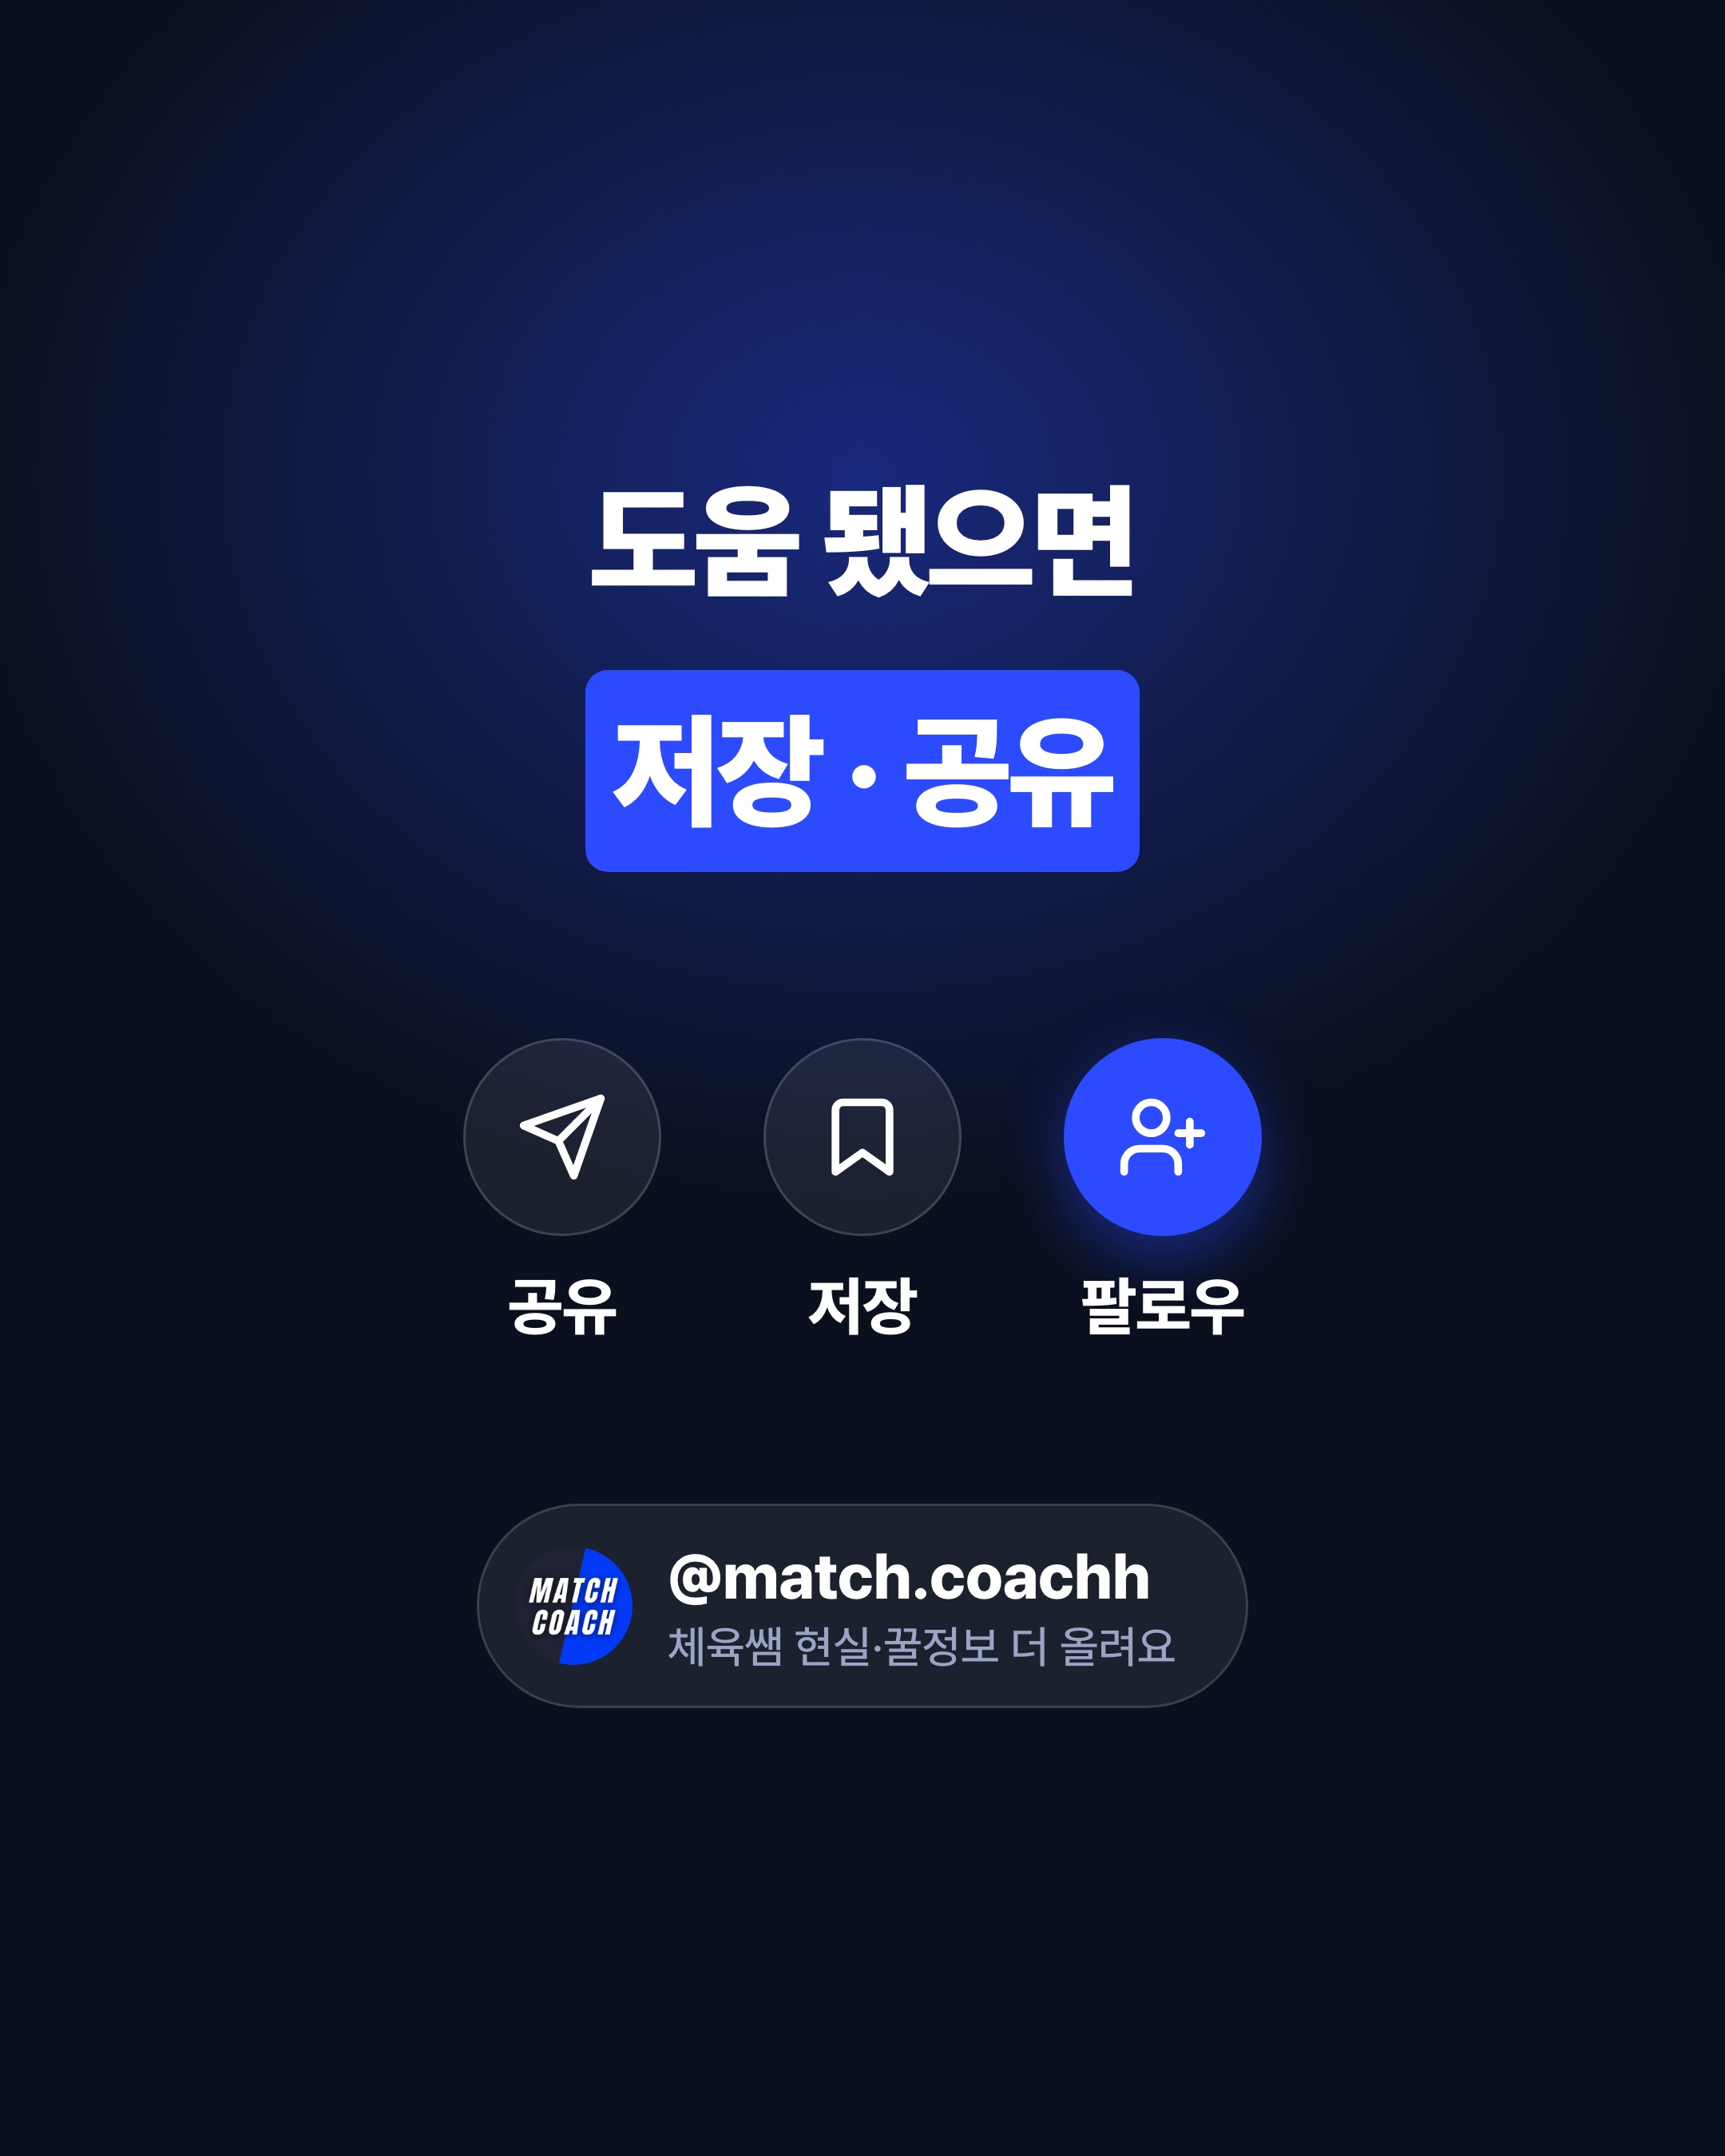 도움 됐으면
저장 · 공유
공유
저장
팔로우
MATCH
COACH
@match.coachh
체육쌤 현실·꿀정보 더 올려요